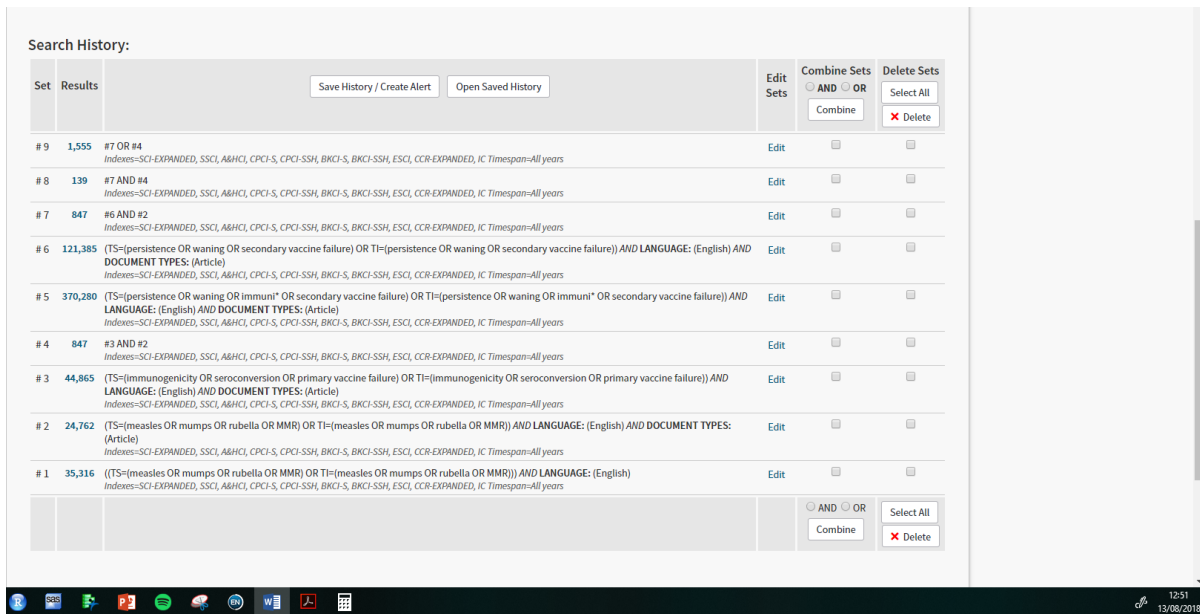 Search History:
Set Results Save History / Create Alert Open Saved History Edit Sets Combine Sets AND OR Combine Delete Sets Select All Delete
# 9 1,555 #7 OR #4 Edit
Indexes=SCI-EXPANDED, SSCI, A&HCI, CPCI-S, CPCI-SSH, BKCI-S, BKCI-SSH, ESCI, CCR-EXPANDED, IC Timespan=All years
# 8 139 #7 AND #4 Edit
Indexes=SCI-EXPANDED, SSCI, A&HCI, CPCI-S, CPCI-SSH, BKCI-S, BKCI-SSH, ESCI, CCR-EXPANDED, IC Timespan=All years
# 7 847 #6 AND #2 Edit
Indexes=SCI-EXPANDED, SSCI, A&HCI, CPCI-S, CPCI-SSH, BKCI-S, BKCI-SSH, ESCI, CCR-EXPANDED, IC Timespan=All years
# 6 121,385 (TS=(persistence OR waning OR secondary vaccine failure) OR TI=(persistence OR waning OR secondary vaccine failure)) AND LANGUAGE: (English) AND Edit
DOCUMENT TYPES: (Article)
Indexes=SCI-EXPANDED, SSCI, A&HCI, CPCI-S, CPCI-SSH, BKCI-S, BKCI-SSH, ESCI, CCR-EXPANDED, IC Timespan=All years
# 5 370,280 (TS=(persistence OR waning OR immuni* OR secondary vaccine failure) OR TI=(persistence OR waning OR immuni* OR secondary vaccine failure)) AND Edit
LANGUAGE: (English) AND DOCUMENT TYPES: (Article)
Indexes=SCI-EXPANDED, SSCI, A&HCI, CPCI-S, CPCI-SSH, BKCI-S, BKCI-SSH, ESCI, CCR-EXPANDED, IC Timespan=All years
# 4 847 #3 AND #2 Edit
Indexes=SCI-EXPANDED, SSCI, A&HCI, CPCI-S, CPCI-SSH, BKCI-S, BKCI-SSH, ESCI, CCR-EXPANDED, IC Timespan=All years
# 3 44,865 (TS=(immunogenicity OR seroconversion OR primary vaccine failure) OR TI=(immunogenicity OR seroconversion OR primary vaccine failure)) AND Edit
LANGUAGE: (English) AND DOCUMENT TYPES: (Article)
Indexes=SCI-EXPANDED, SSCI, A&HCI, CPCI-S, CPCI-SSH, BKCI-S, BKCI-SSH, ESCI, CCR-EXPANDED, IC Timespan=All years
# 2 24,762 (TS=(measles OR mumps OR rubella OR MMR) OR TI=(measles OR mumps OR rubella OR MMR)) AND LANGUAGE: (English) AND DOCUMENT TYPES: Edit
(Article)
Indexes=SCI-EXPANDED, SSCI, A&HCI, CPCI-S, CPCI-SSH, BKCI-S, BKCI-SSH, ESCI, CCR-EXPANDED, IC Timespan=All years
# 1 35,316 ((TS=(measles OR mumps OR rubella OR MMR) OR TI=(measles OR mumps OR rubella OR MMR))) AND LANGUAGE: (English) Edit
Indexes=SCI-EXPANDED, SSCI, A&HCI, CPCI-S, CPCI-SSH, BKCI-S, BKCI-SSH, ESCI, CCR-EXPANDED, IC Timespan=All years
AND OR Select All
Combine Delete
R sas P EN W
12:51
13/08/2018